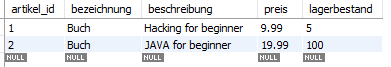 artikel_id bezeichnung beschreibung preis lagerbestand
1 Buch Hacking for beginner 9.99 5
2 Buch JAVA for beginner 19.99 100
NULL NULL NULL NULL NULL